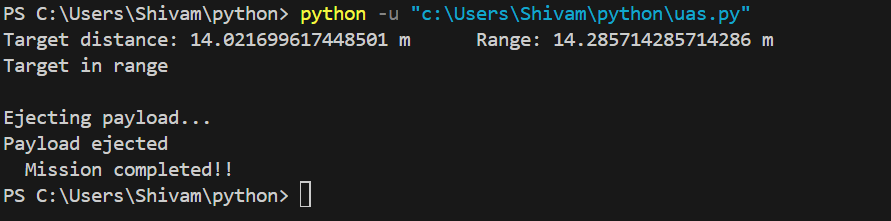 PS C:\Users\Shivam\python> python -u "c:\Users\Shivam\python\uas.py"
Target distance: 14.021699617448501 m      Range: 14.285714285714286 m
Target in range

Ejecting payload...
Payload ejected
  Mission completed!!
PS C:\Users\Shivam\python>